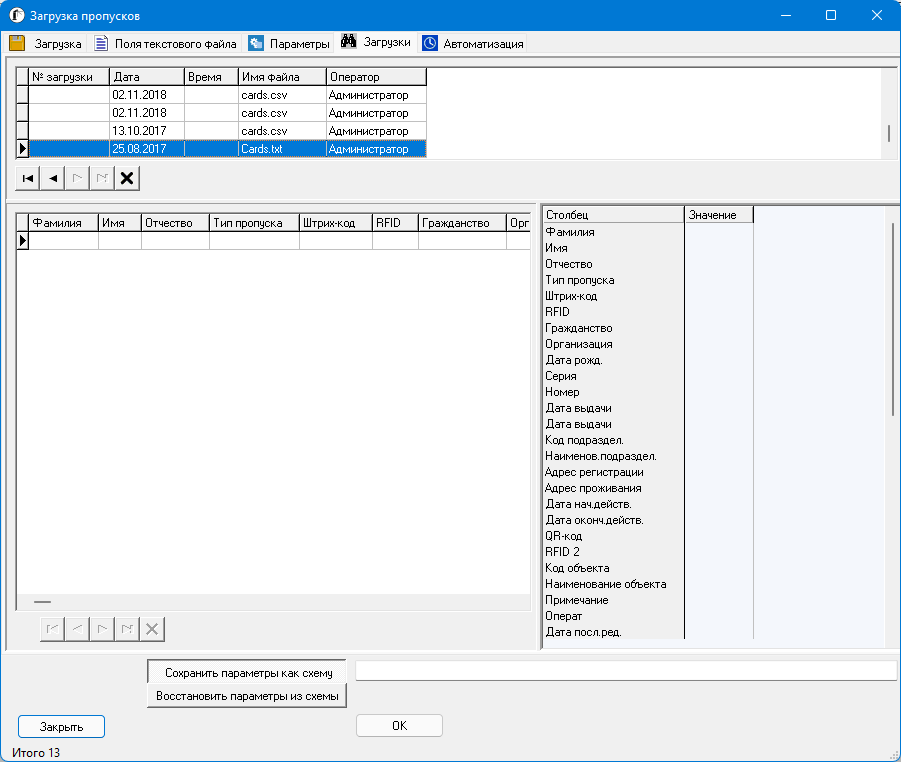 Загрузка пропусков
Загрузка Поля текстового файла Параметры Загрузки Автоматизация
№ загрузки Дата Время Имя файла Оператор
02.11.2018 cards.csv Администратор
02.11.2018 cards.csv Администратор
13.10.2017 cards.csv Администратор
25.08.2017 Cards.txt Администратор
Фамилия Имя Отчество Тип пропуска Штрих-код RFID Гражданство Орг
Столбец Значение
Фамилия
Имя
Отчество
Тип пропуска
Штрих-код
RFID
Гражданство
Организация
Дата рожд.
Серия
Номер
Дата выдачи
Дата выдачи
Код подраздел.
Наименов.подраздел.
Адрес регистрации
Адрес проживания
Дата нач.действ.
Дата оконч.действ.
QR-код
RFID 2
Код объекта
Наименование объекта
Примечание
Операт
Дата посл.ред.
Сохранить параметры как схему
Восстановить параметры из схемы
Закрыть OK
Итого 13